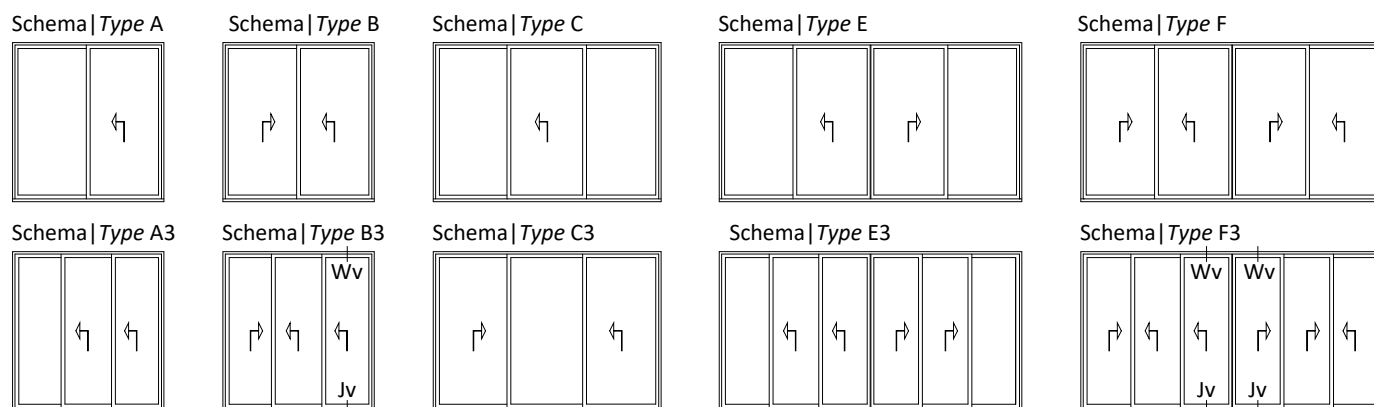 Schema|Type A
Schema|Type B
Schema|Type C
Schema|Type E
Schema|Type F
Schema|Type A3
Schema|Type B3
Schema|Type C3
Schema|Type E3
Schema|Type F3
Wv
Wv
Wv
Jv
Jv
Jv